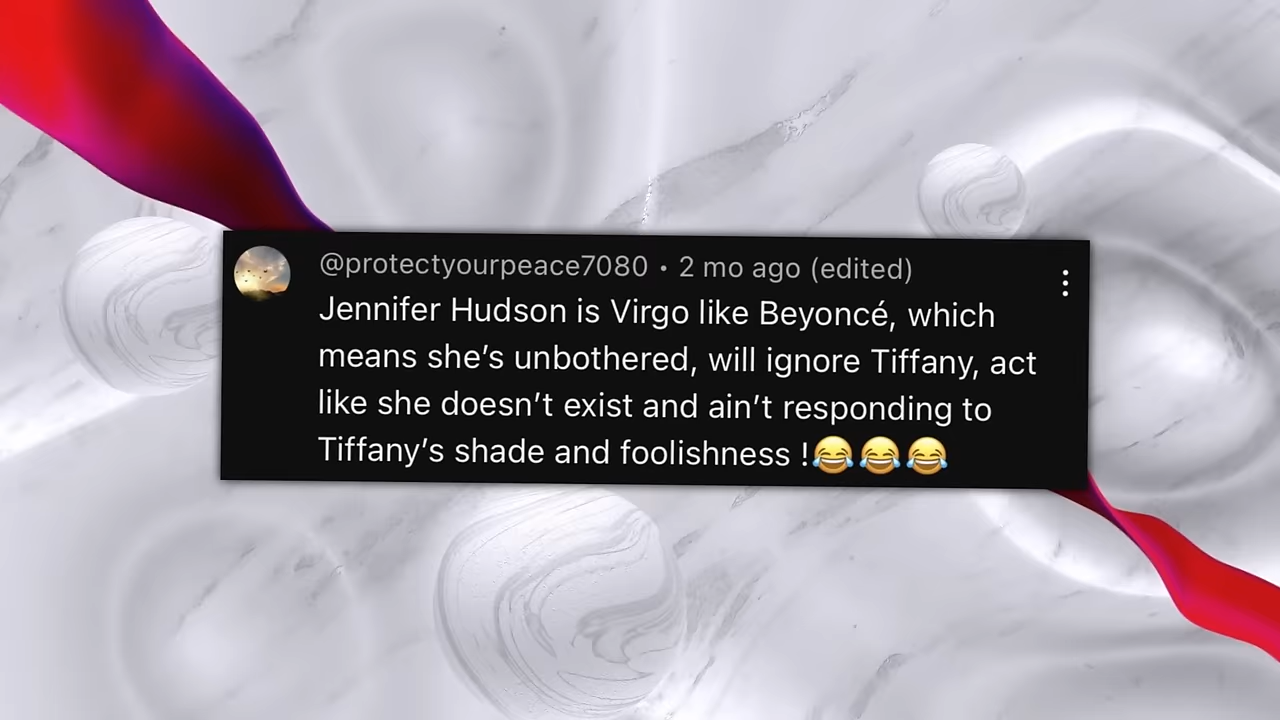 @protectyourpeace7080 • 2 mo ago (edited)
Jennifer Hudson is Virgo like Beyoncé, which
means she’s unbothered, will ignore Tiffany, act
like she doesn’t exist and ain’t responding to
Tiffany’s shade and foolishness !😂😂😂